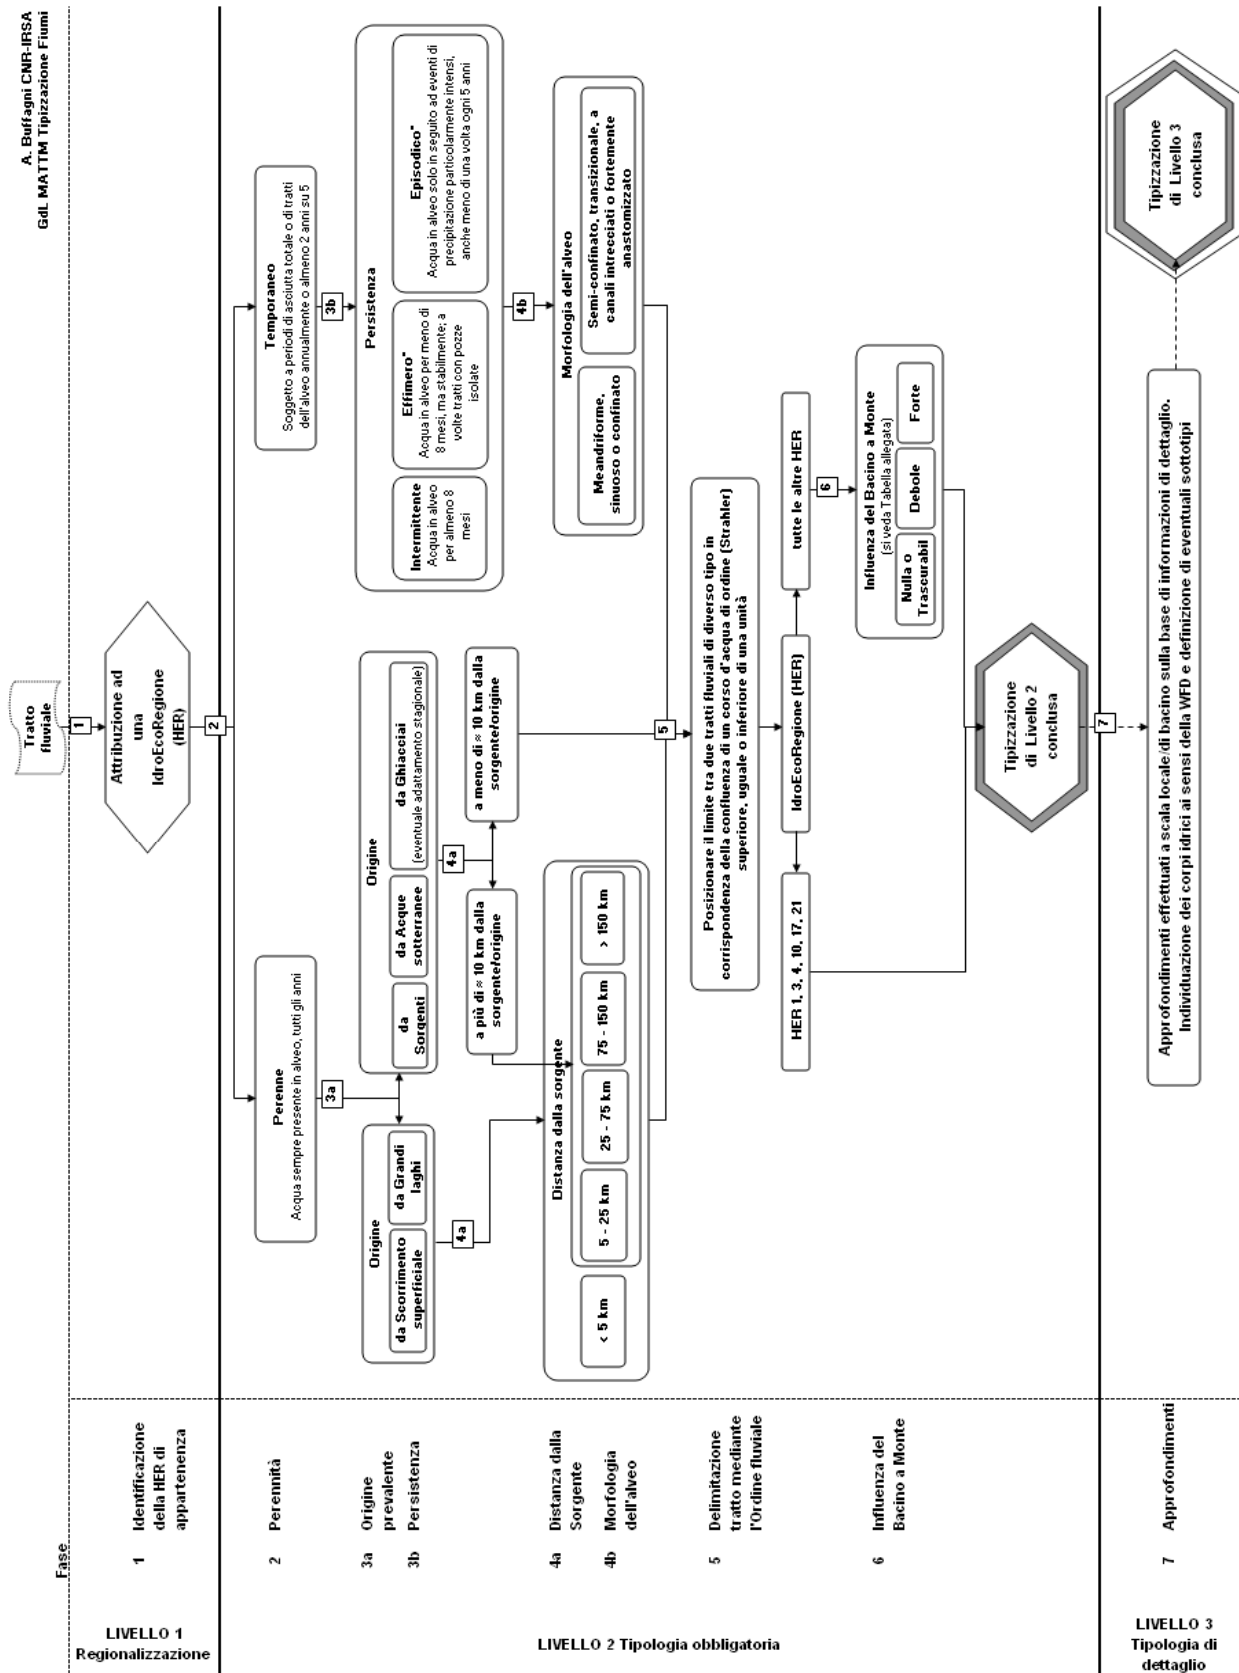 A. Buffagni CNR-IRSA
GdL MATTM Tipizzazione Fiumi
Fase
LIVELLO 1
Regionalizzazione
1
Identificazione
della HER di
appartenenza
Tratto
fluviale
1
Attribuzione ad
una
IdroEcoRegione
(HER)
2
LIVELLO 2 Tipologia obbligatoria
2
Perennità
Perenne
Acqua sempre presente in alveo, tutti gli anni
Temporaneo
Soggetto a periodi di asciutta totale o di tratti
dell'alveo annualmente o almeno 2 anni su 5
3a
3b
3a
Origine
prevalente
3b
Persistenza
Origine
da Scorrimento
superficiale
da Grandi
laghi
Origine
da
Sorgenti
da Acque
sotterranee
da Ghiacciai
(eventuale adattamento stagionale)
Persistenza
Intermittente
Acqua in alveo
per almeno 8
mesi
Effimero"
Acqua in alveo per meno di
8 mesi, ma stabilmente; a
volte tratti con pozze
isolate
Episodico"
Acqua in alveo solo in seguito ad eventi di
precipitazione particolarmente intensi,
anche meno di una volta ogni 5 anni
4a
4a
4b
a più di ≈ 10 km dalla
sorgente/origine
a meno di ≈ 10 km dalla
sorgente/origine
4a
Distanza dalla
Sorgente
4b
Morfologia
dell'alveo
Distanza dalla sorgente
< 5 km
5 - 25 km
25 - 75 km
75 - 150 km
> 150 km
Morfologia dell'alveo
Meandriforme,
sinuoso o confinato
Semi-confinato, transizionale, a
canali intrecciati o fortemente
anastomizzato
5
5
Delimitazione
tratto mediante
l'Ordine fluviale
Posizionare il limite tra due tratti fluviali di diverso tipo in
corrispondenza della confluenza di un corso d'acqua di ordine (Strahler)
superiore, uguale o inferiore di una unità
HER 1, 3, 4, 10, 17, 21
IdroEcoRegione (HER)
tutte le altre HER
6
6
Influenza del
Bacino a Monte
Influenza del Bacino a Monte
(si veda Tabella allegata)
Nulla o
Trascurabil
Debole
Forte
Tipizzazione
di Livello 2
conclusa
7
LIVELLO 3
Tipologia di
dettaglio
7
Approfondimenti
Approfondimenti effettuati a scala locale/di bacino sulla base di informazioni di dettaglio.
Individuazione dei corpi idrici ai sensi della WFD e definizione di eventuali sottotipi
Tipizzazione
di Livello 3
conclusa